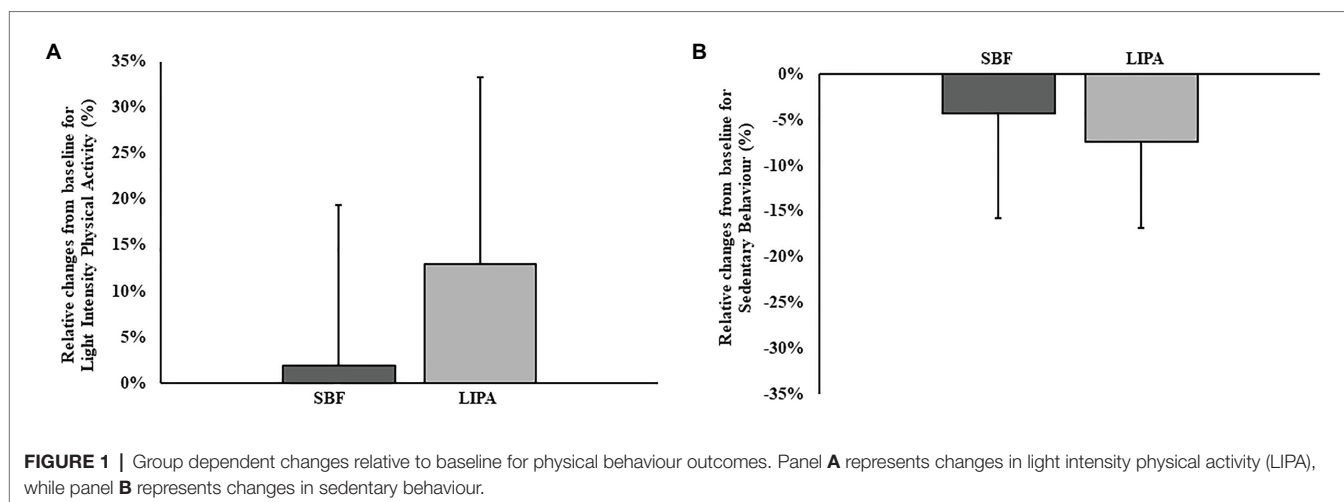 A
Relative changes from baseline for
Light Intensity Physical Activity (%)
35%
30%
25%
20%
15%
10%
5%
0%
SBF
LIPA
B
Relative changes from baseline for
Sedentary Behaviour (%)
SBF
LIPA
0%
-5%
-10%
-15%
-20%
-25%
-30%
-35%
FIGURE 1 | Group dependent changes relative to baseline for physical behaviour outcomes. Panel A represents changes in light intensity physical activity (LIPA),
while panel B represents changes in sedentary behaviour.